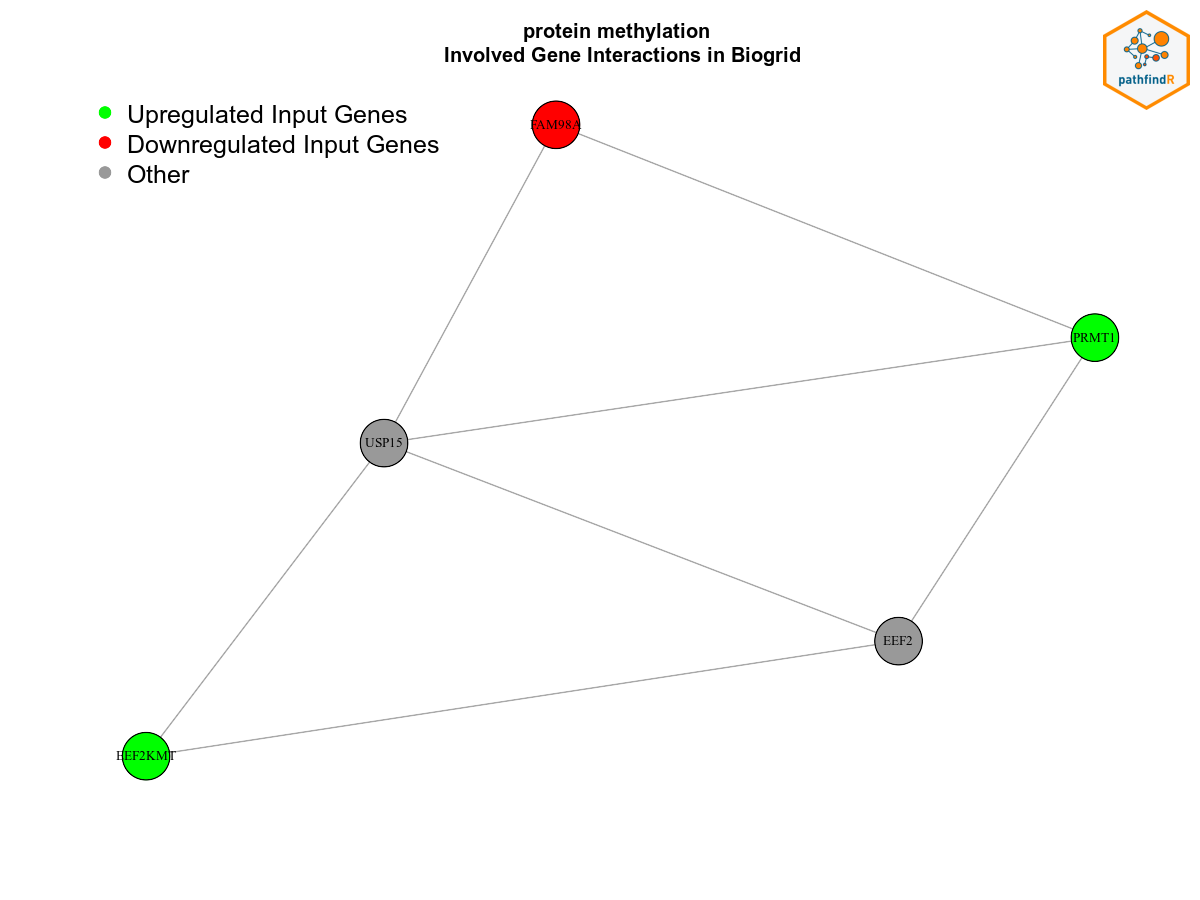 protein methylation
Involved Gene Interactions in Biogrid
pathfindR
Upregulated Input Genes
Downregulated Input Genes
Other
FAM98A
PRMT1
USP15
EEF2
EEF2KMT